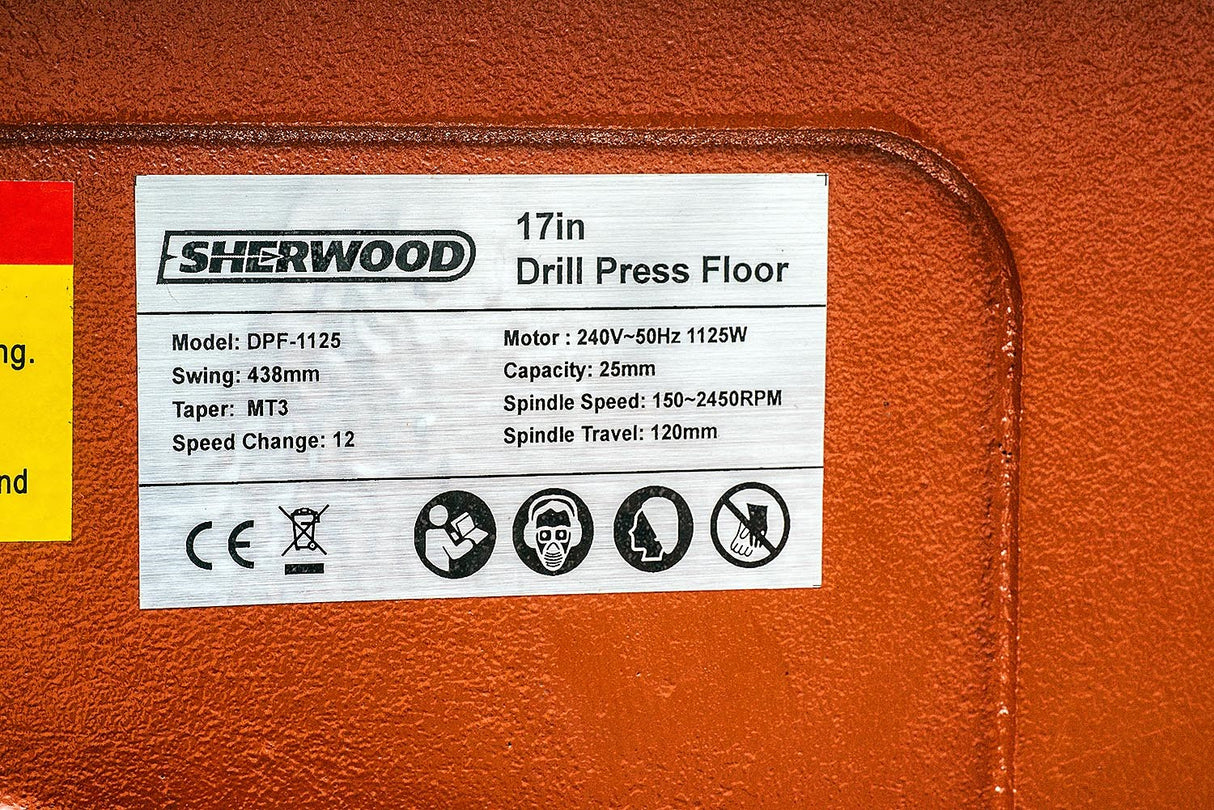 SHERWOOD
17in
Drill Press Floor
Model: DPF-1125
Swing: 438mm
Taper: MT3
Speed Change: 12
Motor : 240V~50Hz 1125W
Capacity: 25mm
Spindle Speed: 150~2450RPM
Spindle Travel: 120mm
CE
ng.
nd